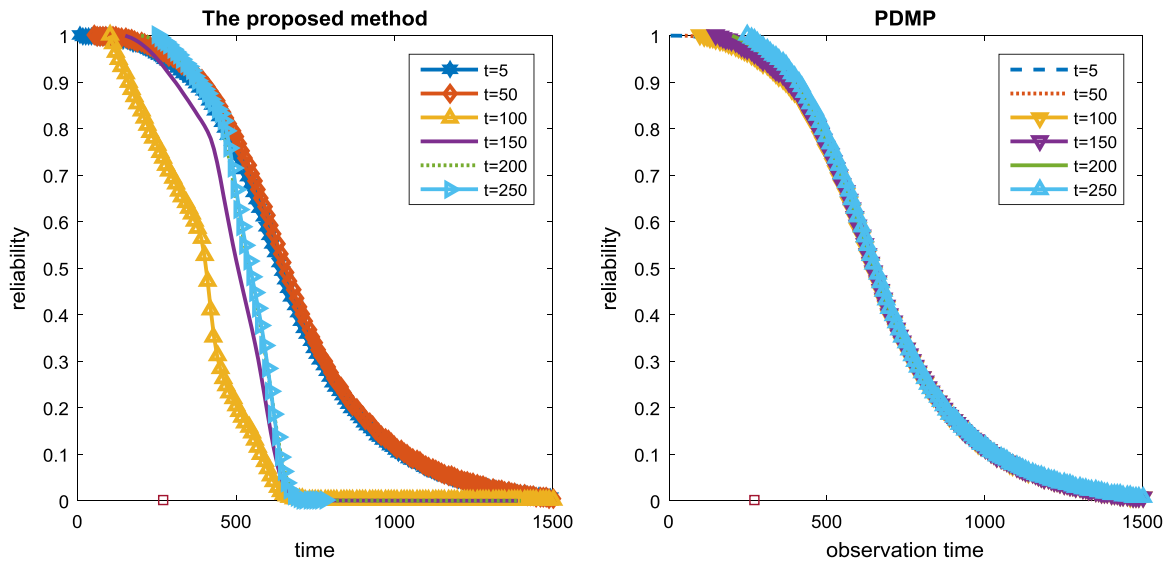 The proposed method
1
0.9
0.8
0.7
0.6
0.5
0.4
0.3
0.2
0.1
0
reliability
0
500
1000
1500
time
t=5
t=50
t=100
t=150
t=200
t=250
PDMP
1
0.9
0.8
0.7
0.6
0.5
0.4
0.3
0.2
0.1
0
reliability
0
500
1000
1500
observation time
t=5
t=50
t=100
t=150
t=200
t=250